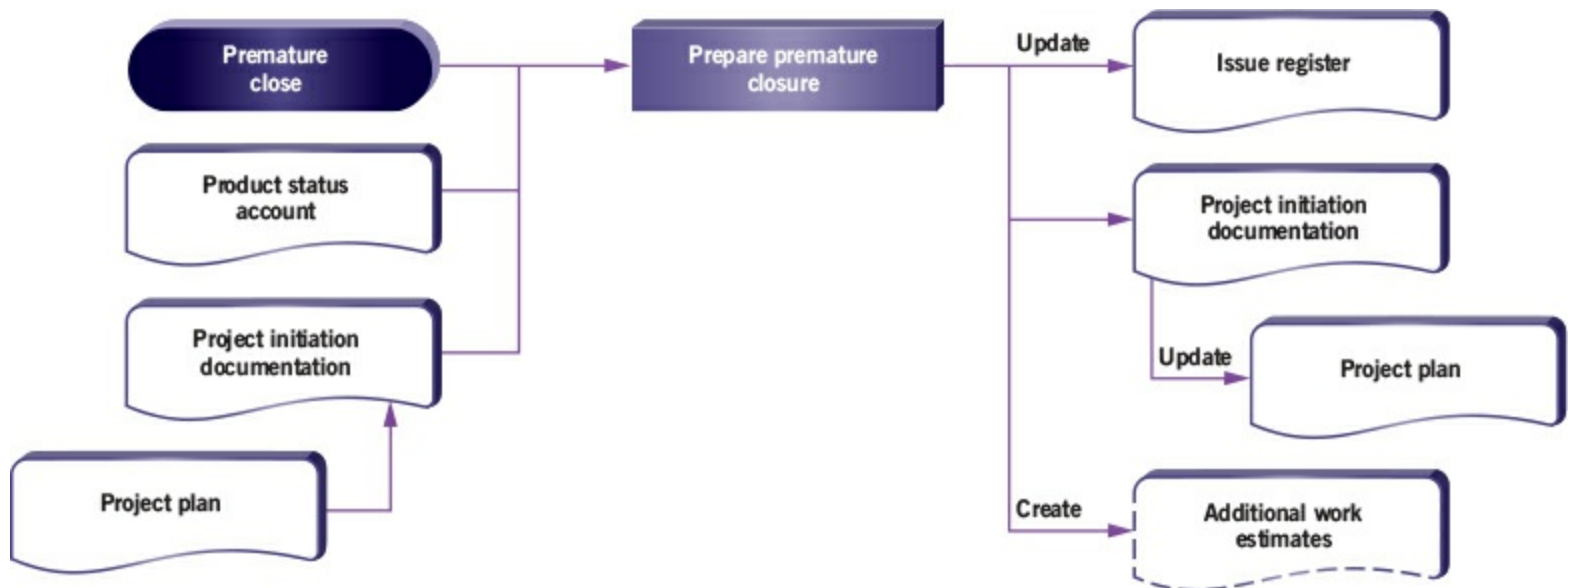 Premature
close
Prepare premature
closure
Update
Issue register
Product status
account
Project initiation
documentation
Project initiation
documentation
Update
Project plan
Project plan
Create
Additional work
estimates